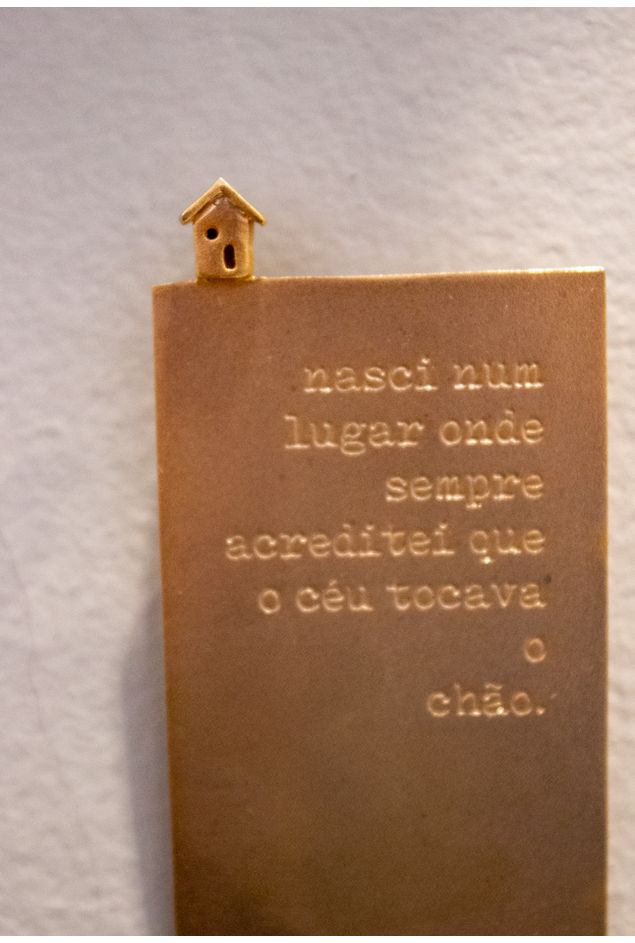 nasci num
lugar onde
sempre
acreditei que
o céu tocava
o
chão.